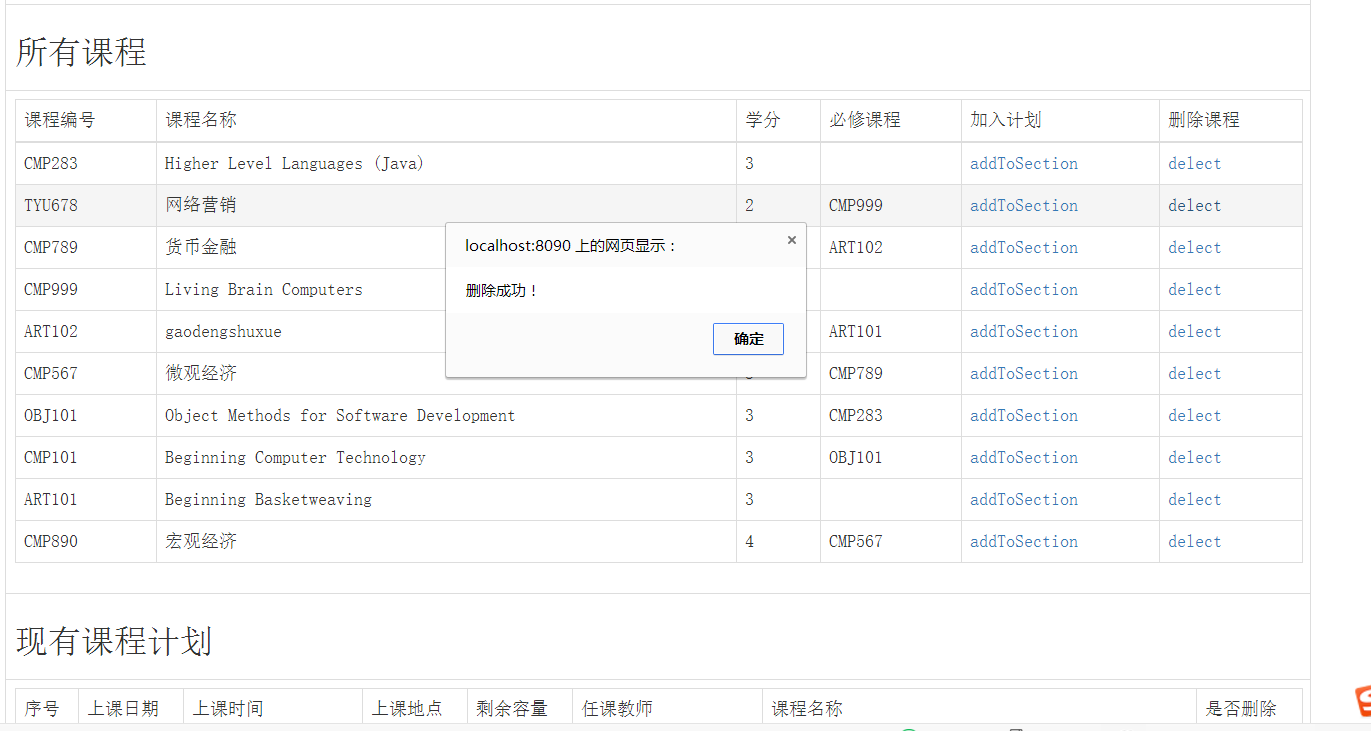 所有课程
课程编号 课程名称 学分 必修课程 加入计划 删除课程
CMP283 Higher Level Languages (Java) 3 addToSection delect
TYU678 网络营销 2 CMP999 addToSection delect
CMP789 货币金融 ART102 addToSection delect
CMP999 Living Brain Computers addToSection delect
ART102 gaodengshuxue ART101 addToSection delect
CMP567 微观经济 CMP789 addToSection delect
OBJ101 Object Methods for Software Development 3 CMP283 addToSection delect
CMP101 Beginning Computer Technology 3 OBJ101 addToSection delect
ART101 Beginning Basketweaving 3 addToSection delect
CMP890 宏观经济 4 CMP567 addToSection delect
localhost:8090 上的网页显示：
×
删除成功！
确定
现有课程计划
序号 上课日期 上课时间 上课地点 剩余容量 任课教师 课程名称 是否删除